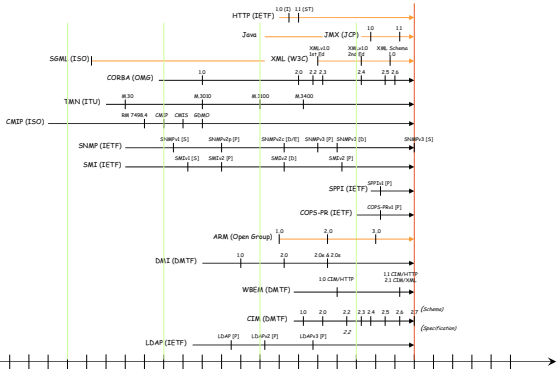 HTTP (IETF) 1.0 (I) 1.1 (ST)
Java JMX (JCP) 1.0 1.1
SGML (ISO) XML (W3C) XMLv1.0 1st Ed XMLv1.0 2nd Ed XML Schema 1.0
CORBA (OMG) 1.0 2.0 2.2 2.3 2.4 2.5 2.6
TMN (ITU) M.30 M.3010 M.3100 M.3400
CMIP (ISO) RM 7498.4 CMIP CMIS GDMO
SNMP (IETF) SNMPv1 [S] SNMPv2p [P] SNMPv2c [D/E] SNMPv3 [P] SNMPv3 [D] SNMPv3 [S]
SMI (IETF) SMIv1 [S] SMIv2 [P] SMIv2 [D] SMIv2 [P]
SPPI (IETF) SPPIv1 [P]
COPS-PR (IETF) COPS-PRv1 [P]
ARM (Open Group) 1.0 2.0 3.0
DMI (DMTF) 1.0 2.0 2.0s & 2.0s
WBEM (DMTF) 1.0 CIM/HTTP 1.1 CIM/HTTP
2.1 CIM/XML
CIM (DMTF) 1.0 2.0 2.2 2.3 2.4 2.5 2.6 2.7 (Schema)
2.2 (Specification)
LDAP (IETF) LDAP [P] LDAPv2 [P] LDAPv3 [P]